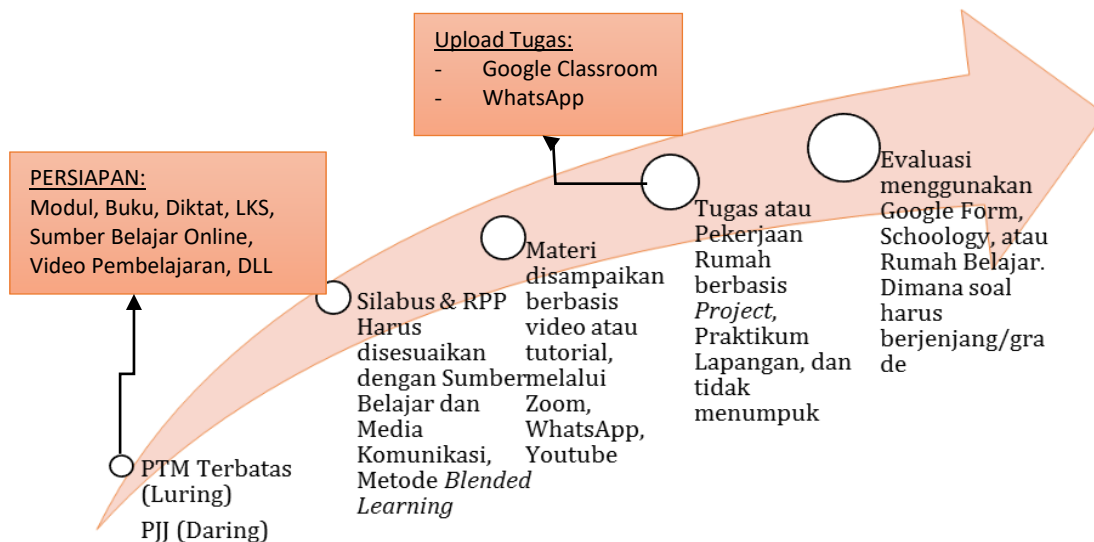 Upload Tugas:
- Google Classroom
- WhatsApp
PERSIAPAN:
Modul, Buku, Diktat, LKS,
Sumber Belajar Online,
Video Pembelajaran, DLL
PTM Terbatas
(Luring)
PJJ (Daring)
Silabus & RPP
Harus
disesuaikan
dengan Sumber
Belajar dan
Media
Komunikasi,
Metode Blended
Learning
Materi
disampaikan
berbasis
video atau
tutorial,
melalui
Zoom,
WhatsApp,
Youtube
Tugas atau
Pekerjaan
Rumah
berbasis
Project,
Praktikum
Lapangan, dan
tidak
menumpuk
Evaluasi
menggunakan
Google Form,
Schoology, atau
Rumah Belajar.
Dimana soal
harus
berjenjang/gra
de